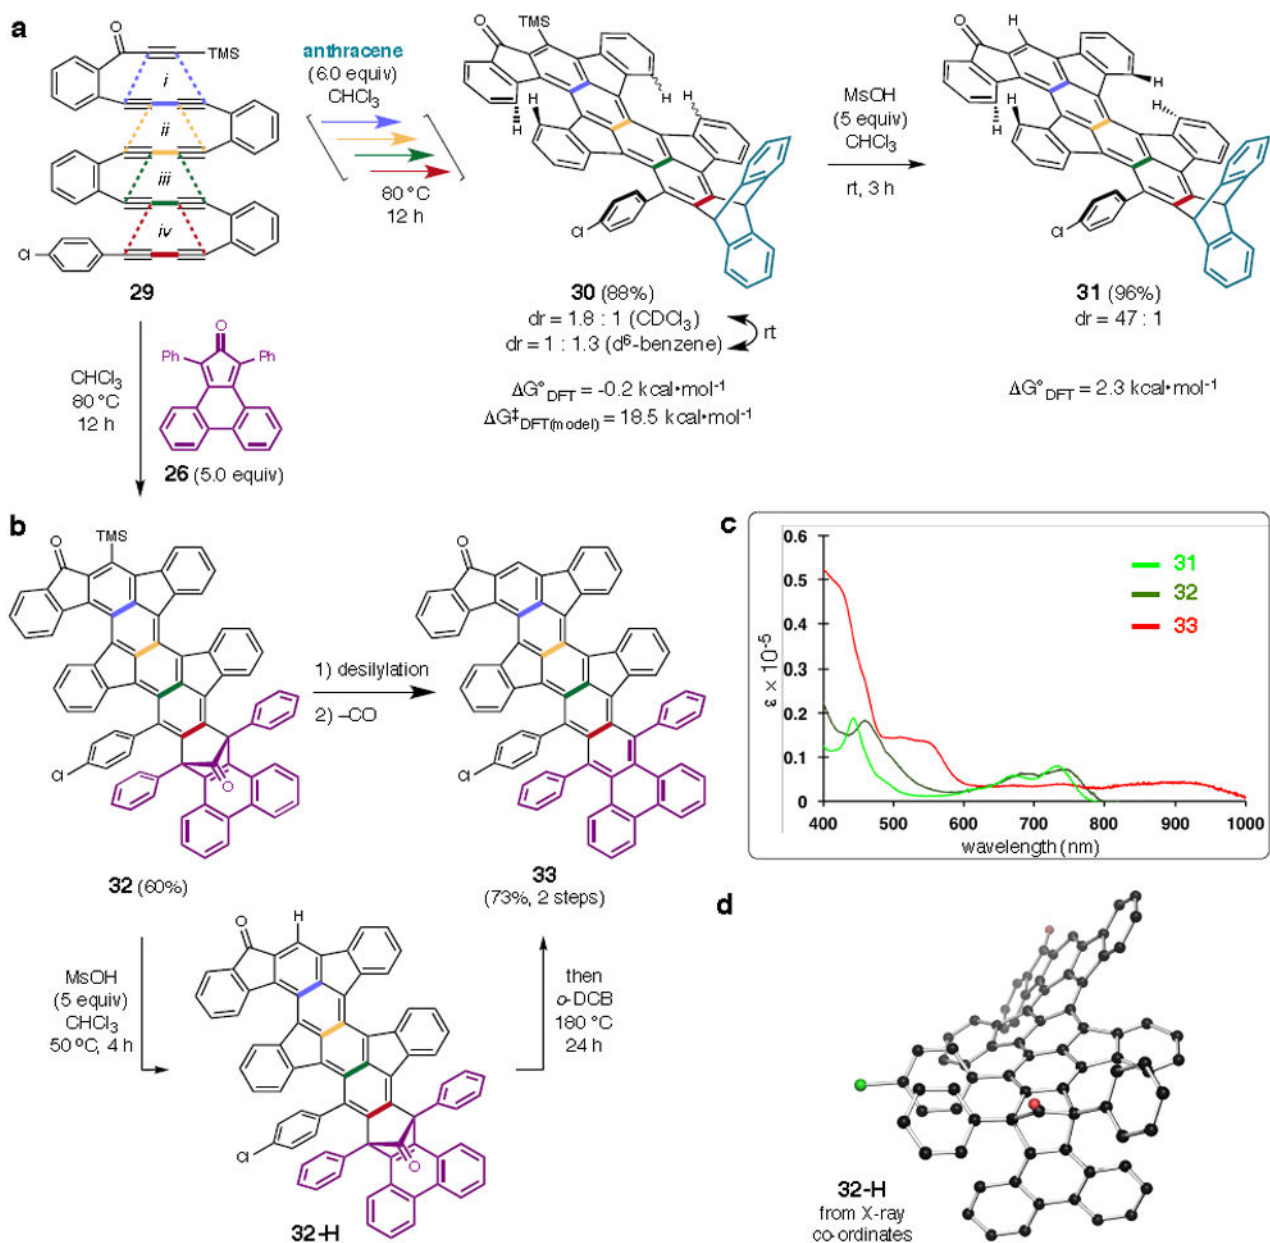 a
O
TMS
i
ii
iii
iv
Cl
29
anthracene
(6.0 equiv)
CHCl3
80 °C
12 h
O
TMS
H
H
H
H
Cl
30 (88%)
dr = 1.8 : 1 (CDCl3)
dr = 1 : 1.3 (d6-benzene)
rt
ΔG°DFT = -0.2 kcal•mol-1
ΔG‡DFT(model) = 18.5 kcal•mol-1
MsOH
(5 equiv)
CHCl3
rt, 3 h
O
H
H
H
H
H
Cl
31 (96%)
dr = 47 : 1
ΔG°DFT = 2.3 kcal•mol-1
CHCl3
80 °C
12 h
O
Ph
Ph
26 (5.0 equiv)
b
O
TMS
Cl
O
32 (60%)
1) desilylation
2) –CO
O
Cl
33
(73%, 2 steps)
MsOH
(5 equiv)
CHCl3
50 ºC, 4 h
O
H
Cl
O
32-H
then
o-DCB
180 °C
24 h
c
0.6
0.5
0.4
0.3
0.2
0.1
0
ε × 10-5
400
500
600
700
800
900
1000
wavelength (nm)
31
32
33
d
32-H
from X-ray
co-ordinates